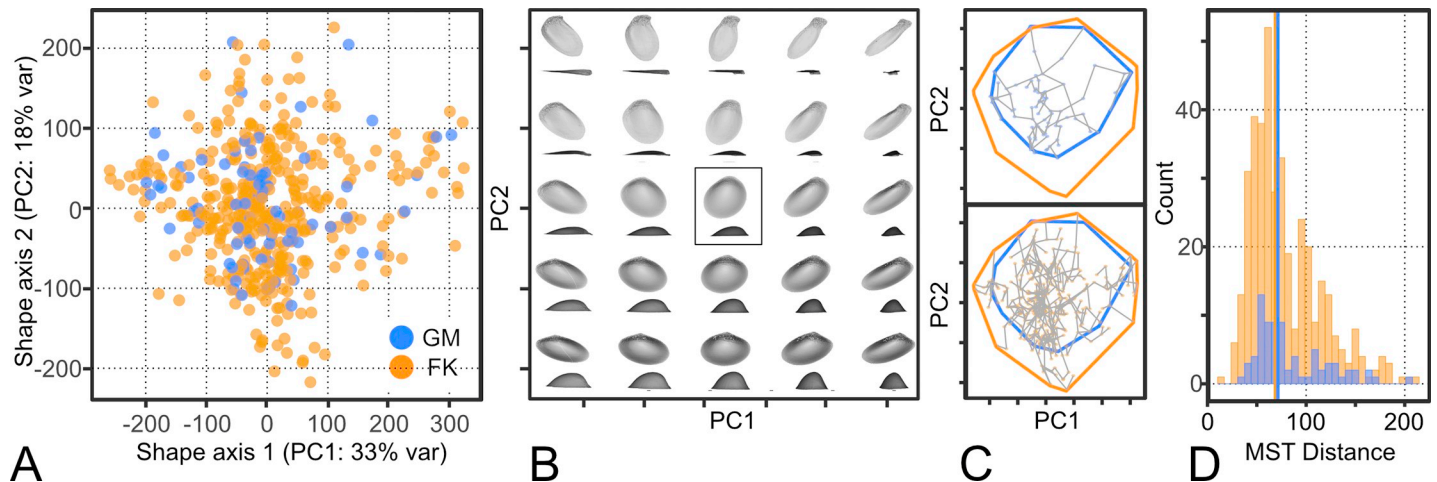 200
100
0
-100
-200
Shape axis 2 (PC2: 18% var)
GM
FK
-200 -100 0 100 200 300
Shape axis 1 (PC1: 33% var)
A
PC2
PC1
B
PC2
PC2
PC1
C
Count
40
20
0
0 100 200
MST Distance
D